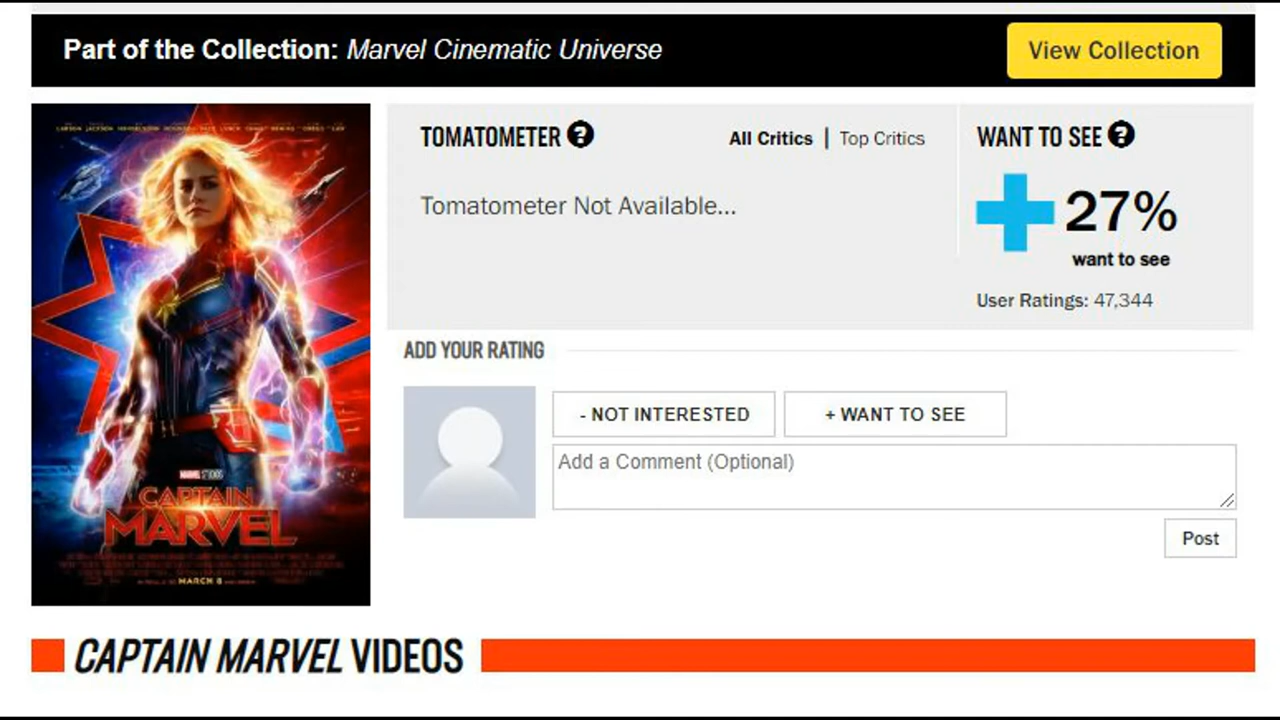 Part of the Collection: Marvel Cinematic Universe
View Collection
TOMATOMETER ?
All Critics | Top Critics
Tomatometer Not Available...
WANT TO SEE ?
27%
want to see
User Ratings: 47,344
ADD YOUR RATING
- NOT INTERESTED
+ WANT TO SEE
Add a Comment (Optional)
Post
MARVEL STUDIOS
CAPTAIN
MARVEL
MARCH 8
CAPTAIN MARVEL VIDEOS